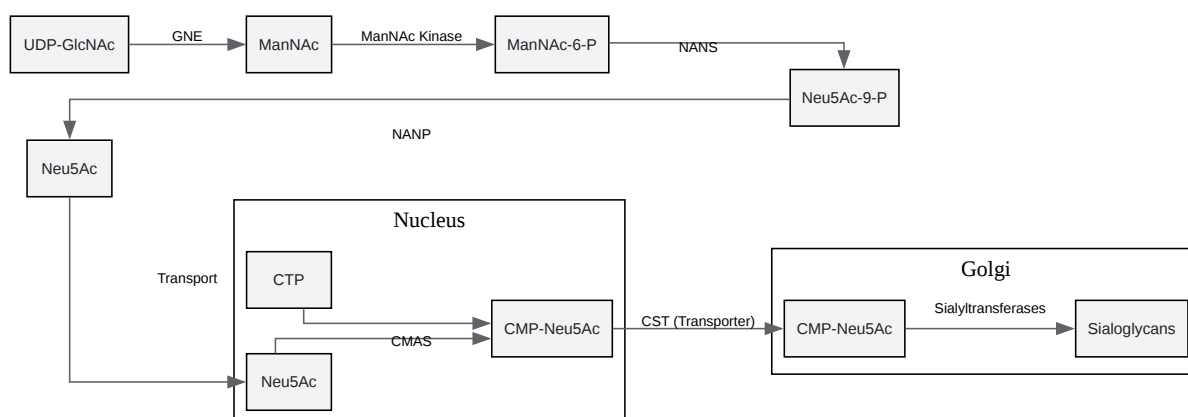 UDP-GlcNAc
GNE
ManNAc
ManNAc Kinase
ManNAc-6-P
NANS
Neu5Ac-9-P
NANP
Neu5Ac
Transport
Nucleus
CTP
Neu5Ac
CMAS
CMP-Neu5Ac
CST (Transporter)
Golgi
CMP-Neu5Ac
Sialyltransferases
Sialoglycans